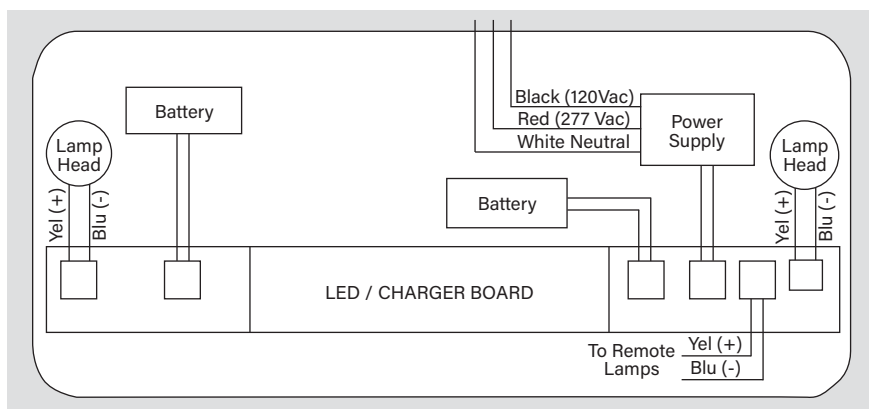 Black (120Vac)
Red (277 Vac)
White Neutral
Power
Supply
Battery
Lamp
Head
Yel (+)
Blu (-)
Battery
Lamp
Head
Yel (+)
Blu (-)
LED / CHARGER BOARD
To Remote
Lamps
Yel (+)
Blu (-)